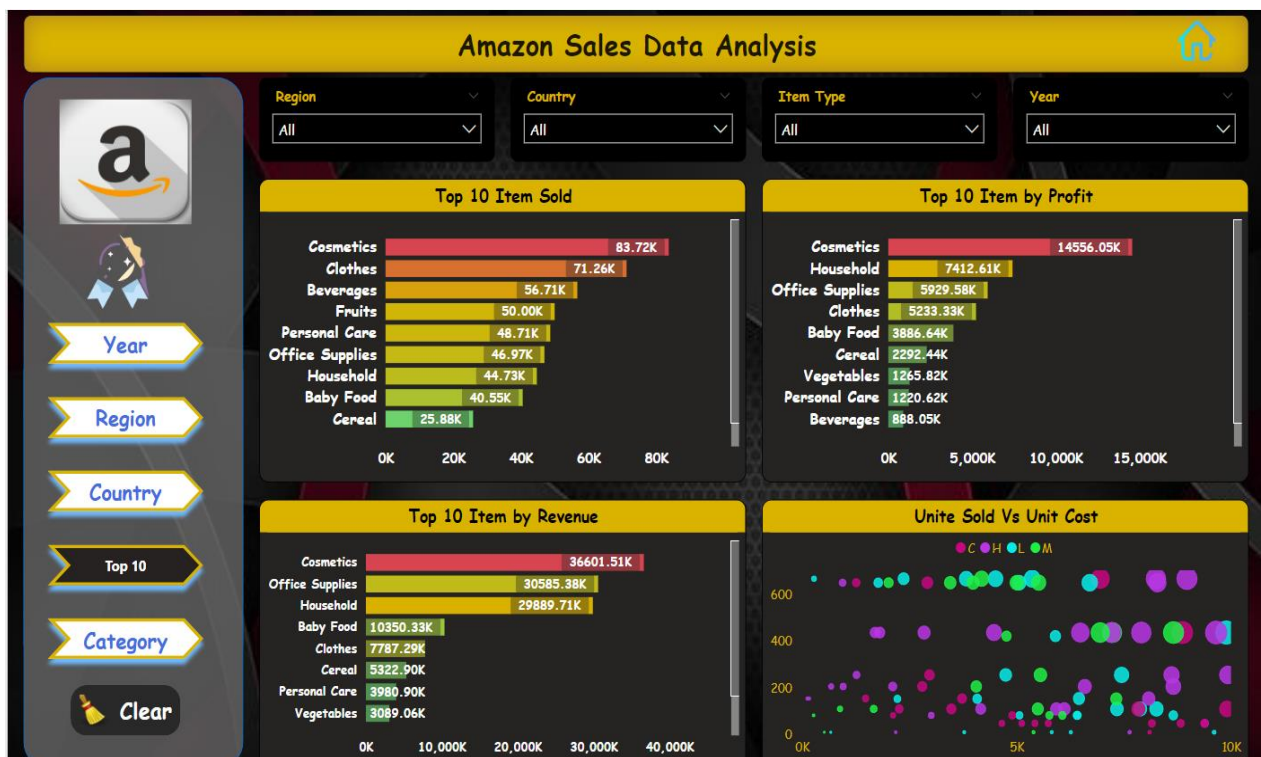 Amazon Sales Data Analysis
a
Year
Region
Country
Top 10
Category
Clear
Region
All
Country
All
Item Type
All
Year
All
Top 10 Item Sold
Cosmetics 83.72K
Clothes 71.26K
Beverages 56.71K
Fruits 50.00K
Personal Care 48.71K
Office Supplies 46.97K
Household 44.73K
Baby Food 40.55K
Cereal 25.88K
0K 20K 40K 60K 80K
Top 10 Item by Profit
Cosmetics 14556.05K
Household 7412.61K
Office Supplies 5929.58K
Clothes 5233.33K
Baby Food 3886.64K
Cereal 2292.44K
Vegetables 1265.82K
Personal Care 1220.62K
Beverages 888.05K
0K 5,000K 10,000K 15,000K
Top 10 Item by Revenue
Cosmetics 36601.51K
Office Supplies 30585.38K
Household 29889.71K
Baby Food 10350.33K
Clothes 7787.29K
Cereal 5322.90K
Personal Care 3980.90K
Vegetables 3089.06K
0K 10,000K 20,000K 30,000K 40,000K
Unite Sold Vs Unit Cost
C H L M
600
400
200
0
0K 5K 10K